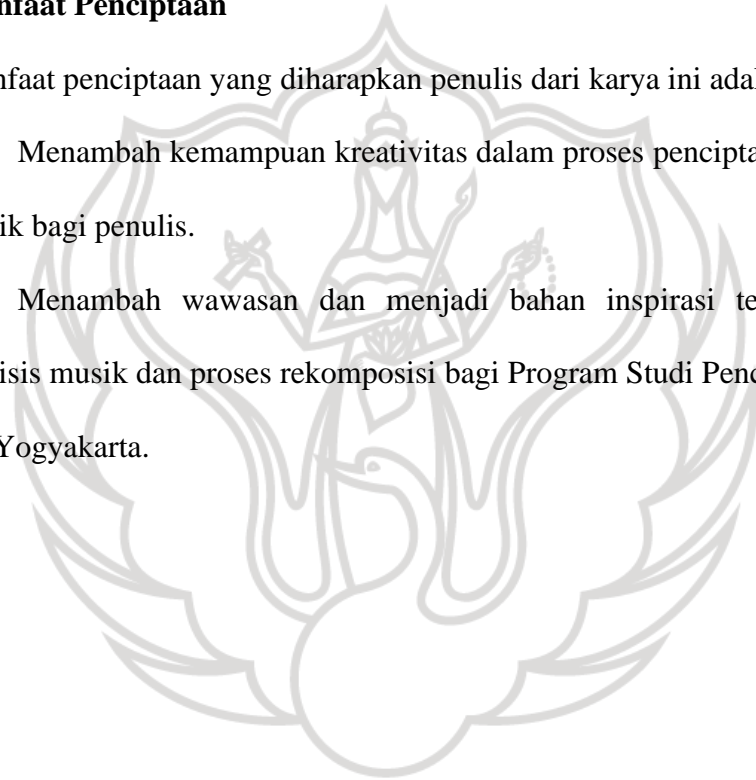 nfaat Penciptaan
nfaat penciptaan yang diharapkan penulis dari karya ini adal
Menambah kemampuan kreativitas dalam proses pencipta
ik bagi penulis.
Menambah wawasan dan menjadi bahan inspirasi te
isis musik dan proses rekomposisi bagi Program Studi Penc
Yogyakarta.